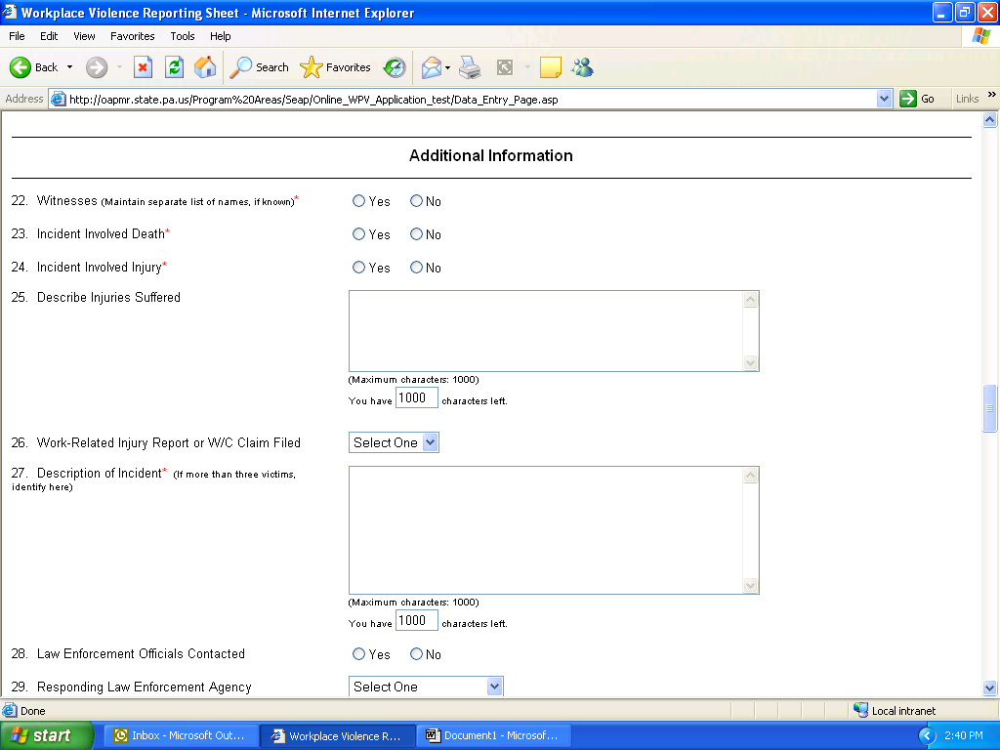 Workplace Violence Reporting Sheet - Microsoft Internet Explorer
File Edit View Favorites Tools Help
Back Search Favorites
Address http://oapmr.state.pa.us/Program%20Areas/Seap/Online_WPV_Application_test/Data_Entry_Page.asp Go Links »
Additional Information
22. Witnesses (Maintain separate list of names, if known)* Yes No
23. Incident Involved Death* Yes No
24. Incident Involved Injury* Yes No
25. Describe Injuries Suffered
(Maximum characters: 1000)
You have 1000 characters left.
26. Work-Related Injury Report or W/C Claim Filed Select One
27. Description of Incident* (If more than three victims,
identify here)
(Maximum characters: 1000)
You have 1000 characters left.
28. Law Enforcement Officials Contacted Yes No
29. Responding Law Enforcement Agency Select One
Done Local intranet
start Inbox - Microsoft Out... Workplace Violence R... Document1 - Microsof... 2:40 PM